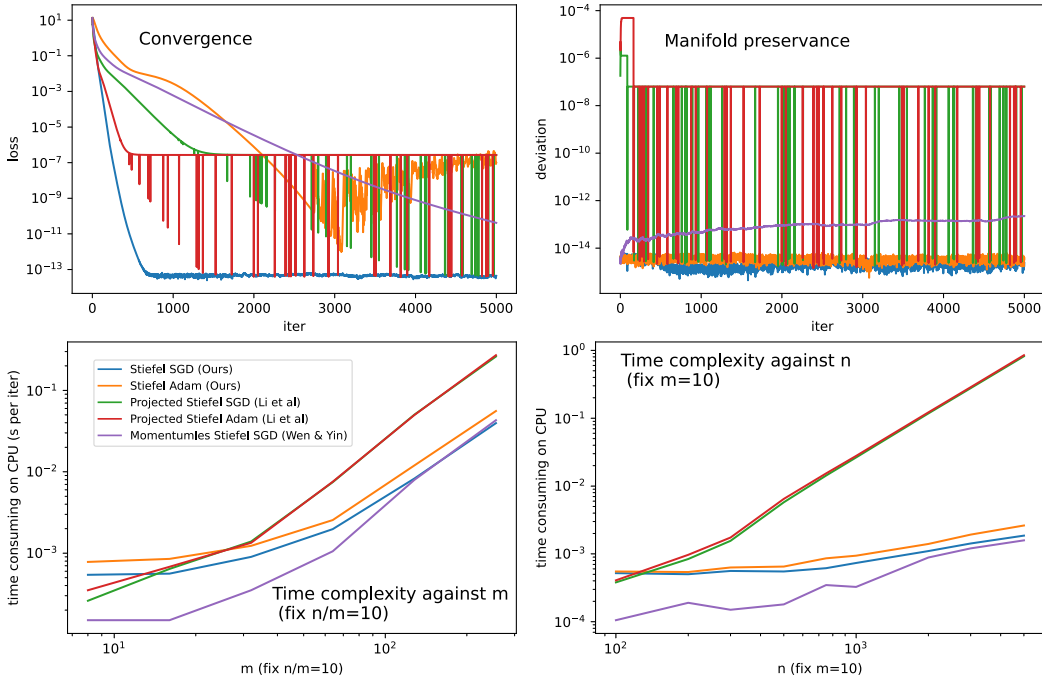 Convergence
loss
10^1
10^-1
10^-3
10^-5
10^-7
10^-9
10^-11
10^-13
0
1000
2000
3000
4000
5000
iter
Manifold preservance
deviation
10^-4
10^-6
10^-8
10^-10
10^-12
10^-14
0
1000
2000
3000
4000
5000
iter
time consuming on CPU (s per iter)
10^-1
10^-2
10^-3
Stiefel SGD (Ours)
Stiefel Adam (Ours)
Projected Stiefel SGD (Li et al)
Projected Stiefel Adam (Li et al)
Momentumles Stiefel SGD (Wen & Yin)
Time complexity against m
(fix n/m=10)
10^1
10^2
m (fix n/m=10)
Time complexity against n
(fix m=10)
time consuming on CPU
10^0
10^-1
10^-2
10^-3
10^-4
10^2
10^3
n (fix m=10)